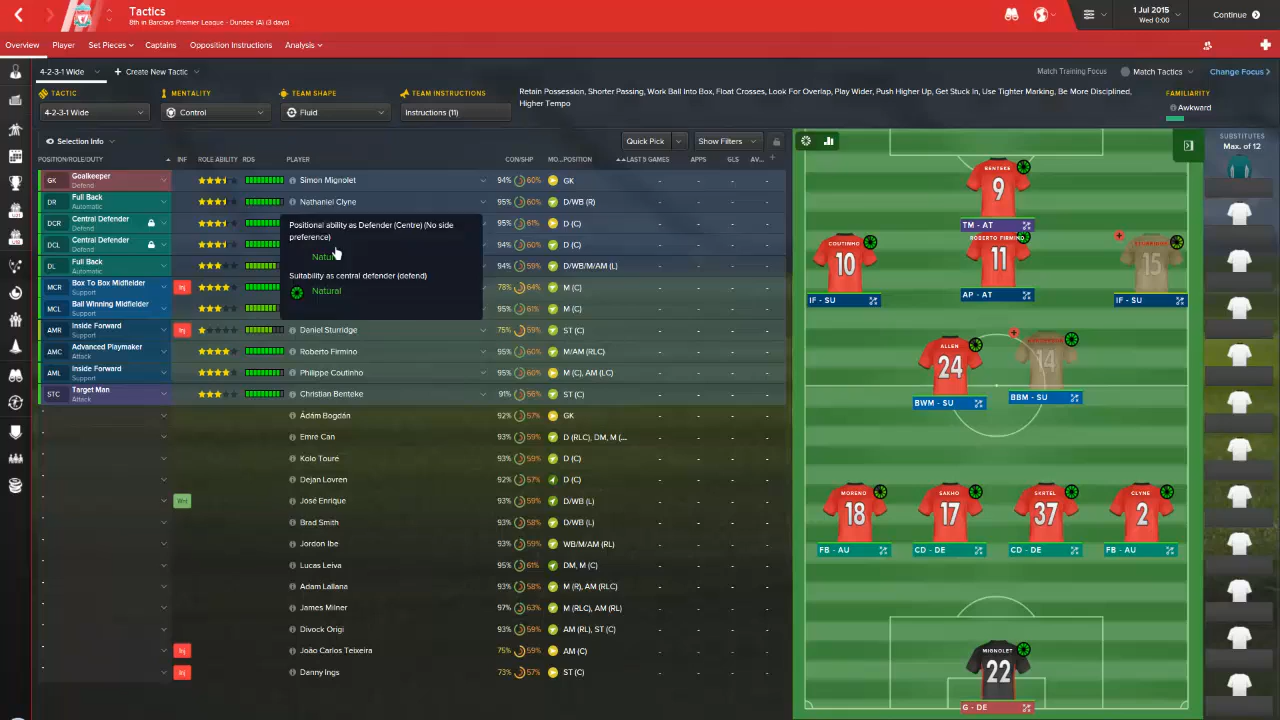 Tactics
8th in Barclays Premier League - Dundee (A) (3 days)
1 Jul 2015
Wed 0:00
Continue
Overview
Player
Set Pieces
Captains
Opposition Instructions
Analysis
4-2-3-1 Wide
Create New Tactic
Match Training Focus
Match Tactics
Change Focus
TACTIC
MENTALITY
TEAM SHAPE
TEAM INSTRUCTIONS
4-2-3-1 Wide
Control
Fluid
Instructions (11)
Retain Possession, Shorter Passing, Work Ball Into Box, Float Crosses, Look For Overlap, Play Wider, Push Higher Up, Get Stuck In, Use Tighter Marking, Be More Disciplined,
Higher Tempo
FAMILIARITY
Awkward
Selection Info
Quick Pick
Show Filters
SUBSTITUTES
Max. of 12
POSITION/ROLE/DUTY INF ROLE ABILITY RDS PLAYER CON/SHP MO... POSITION LAST 5 GAMES APPS GLS AV...
GK Goalkeeper Defend Simon Mignolet 94% 60% GK
DR Full Back Automatic Nathaniel Clyne 95% 60% D/WB (R)
DCR Central Defender Defend 95% 61% D (C)
DCL Central Defender Defend 94% 60% D (C)
DL Full Back Automatic 94% 59% D/WB/M/AM (L)
MCR Box To Box Midfielder Support Inj 78% 64% M (C)
MCL Ball Winning Midfielder Support 95% 61% M (C)
AMR Inside Forward Support Inj Daniel Sturridge 75% 59% ST (C)
AMC Advanced Playmaker Attack Roberto Firmino 95% 60% M/AM (RLC)
AML Inside Forward Support Philippe Coutinho 95% 60% M (C), AM (LC)
STC Target Man Attack Christian Benteke 91% 56% ST (C)
Ádám Bogdán 92% 57% GK
Emre Can 93% 59% D (RLC), DM, M (...
Kolo Touré 93% 59% D (C)
Dejan Lovren 92% 57% D (C)
José Enrique 93% 59% D/WB (L)
Brad Smith 93% 58% D/WB (L)
Jordon Ibe 93% 59% WB/M/AM (RL)
Lucas Leiva 95% 61% DM, M (C)
Adam Lallana 93% 58% M (R), AM (RLC)
James Milner 97% 63% M (RLC), AM (RL)
Divock Origi 93% 59% AM (RL), ST (C)
Inj João Carlos Teixeira 75% 59% AM (C)
Inj Danny Ings 73% 57% ST (C)
Positional ability as Defender (Centre) (No side
preference)
Natural
Suitability as central defender (defend)
Natural
BENTEKE
9
TM - AT
COUTINHO
10
IF - SU
ROBERTO FIRMINO
11
AP - AT
15
IF - SU
ALLEN
24
BWM - SU
14
BBM - SU
MORENO
18
FB - AU
SAKHO
17
CD - DE
SKRTEL
37
CD - DE
CLYNE
2
FB - AU
MIGNOLET
22
G - DE